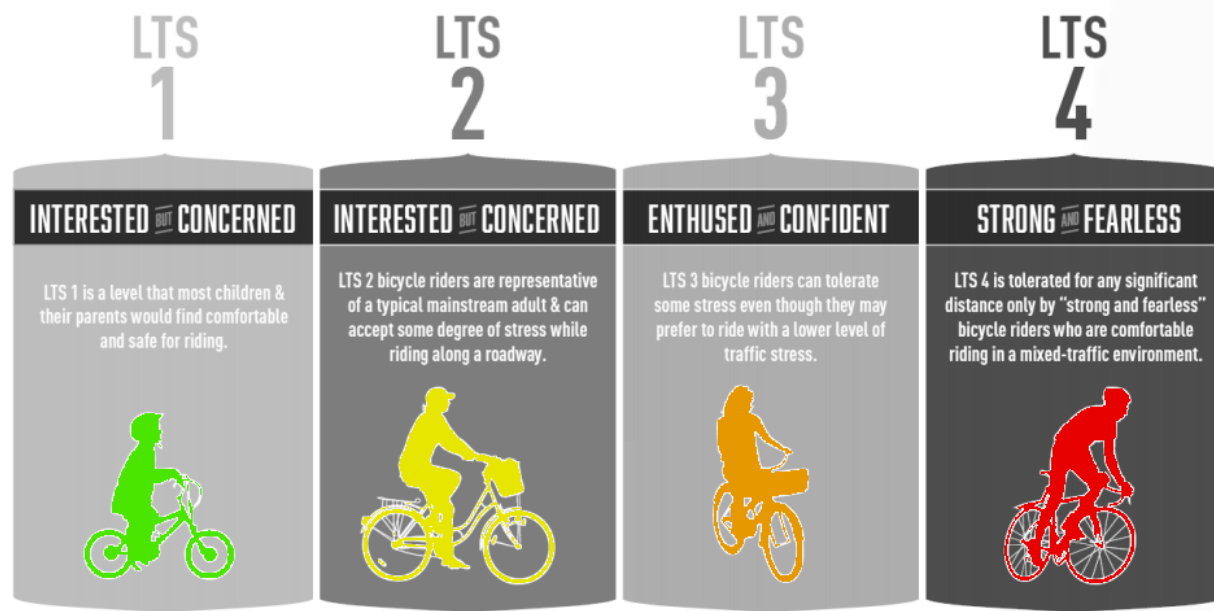 LTS
1
INTERESTED BUT CONCERNED
LTS 1 is a level that most children &
their parents would find comfortable
and safe for riding.
LTS
2
INTERESTED BUT CONCERNED
LTS 2 bicycle riders are representative
of a typical mainstream adult & can
accept some degree of stress while
riding along a roadway.
LTS
3
ENTHUSED AND CONFIDENT
LTS 3 bicycle riders can tolerate
some stress even though they may
prefer to ride with a lower level of
traffic stress.
LTS
4
STRONG AND FEARLESS
LTS 4 is tolerated for any significant
distance only by “strong and fearless”
bicycle riders who are comfortable
riding in a mixed-traffic environment.